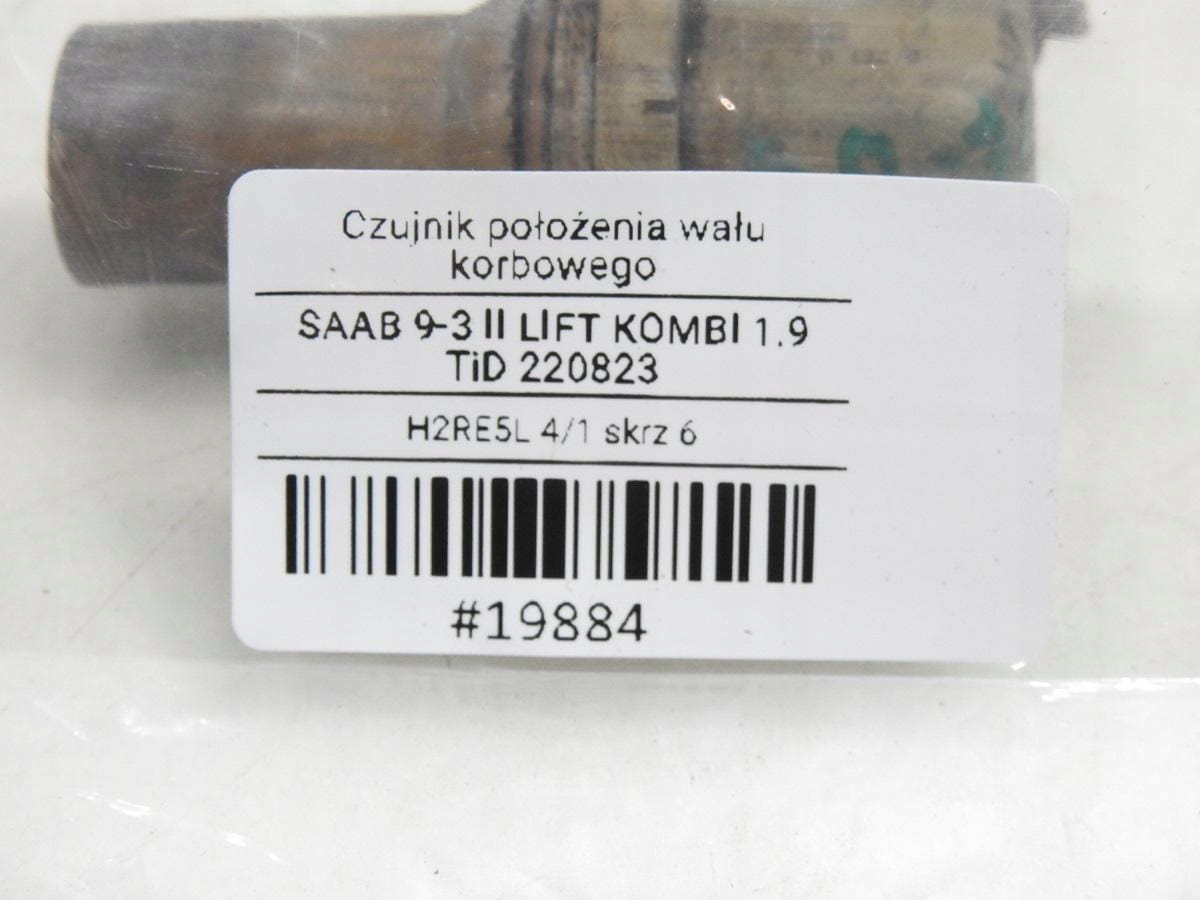 Czujnik położenia wału
korbowego
SAAB 9-3 II LIFT KOMBI 1.9
TiD 220823
H2RE5L 4/1 skrz 6
#19884